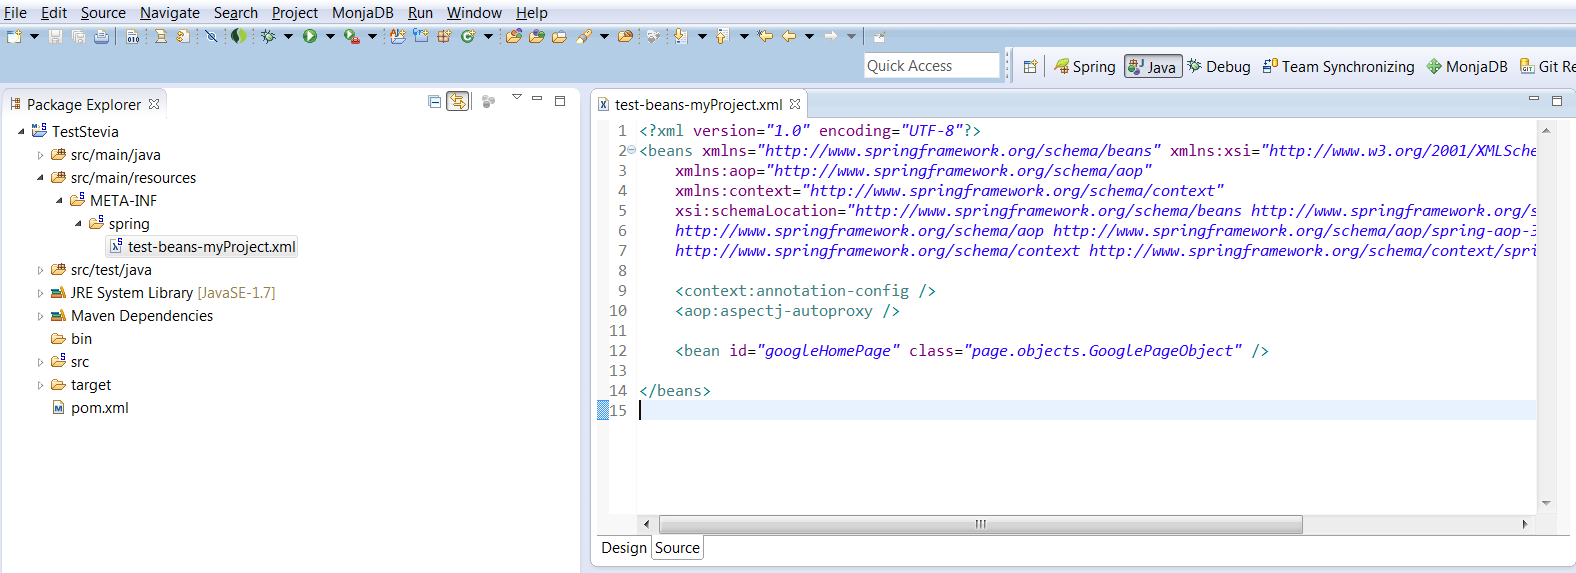 File Edit Source Navigate Search Project MonjaDB Run Window Help
Quick Access
Spring Java Debug Team Synchronizing MonjaDB Git Re
Package Explorer
TestStevia
src/main/java
src/main/resources
META-INF
spring
test-beans-myProject.xml
src/test/java
JRE System Library [JavaSE-1.7]
Maven Dependencies
bin
src
target
pom.xml
test-beans-myProject.xml
1 <?xml version="1.0" encoding="UTF-8"?>
2 <beans xmlns="http://www.springframework.org/schema/beans" xmlns:xsi="http://www.w3.org/2001/XMLSche
3 xmlns:aop="http://www.springframework.org/schema/aop"
4 xmlns:context="http://www.springframework.org/schema/context"
5 xsi:schemaLocation="http://www.springframework.org/schema/beans http://www.springframework.org/s
6 http://www.springframework.org/schema/aop http://www.springframework.org/schema/aop/spring-aop-3
7 http://www.springframework.org/schema/context http://www.springframework.org/schema/context/spri
8
9 <context:annotation-config />
10 <aop:aspectj-autoproxy />
11
12 <bean id="googleHomePage" class="page.objects.GooglePageObject" />
13
14 </beans>
15
Design Source